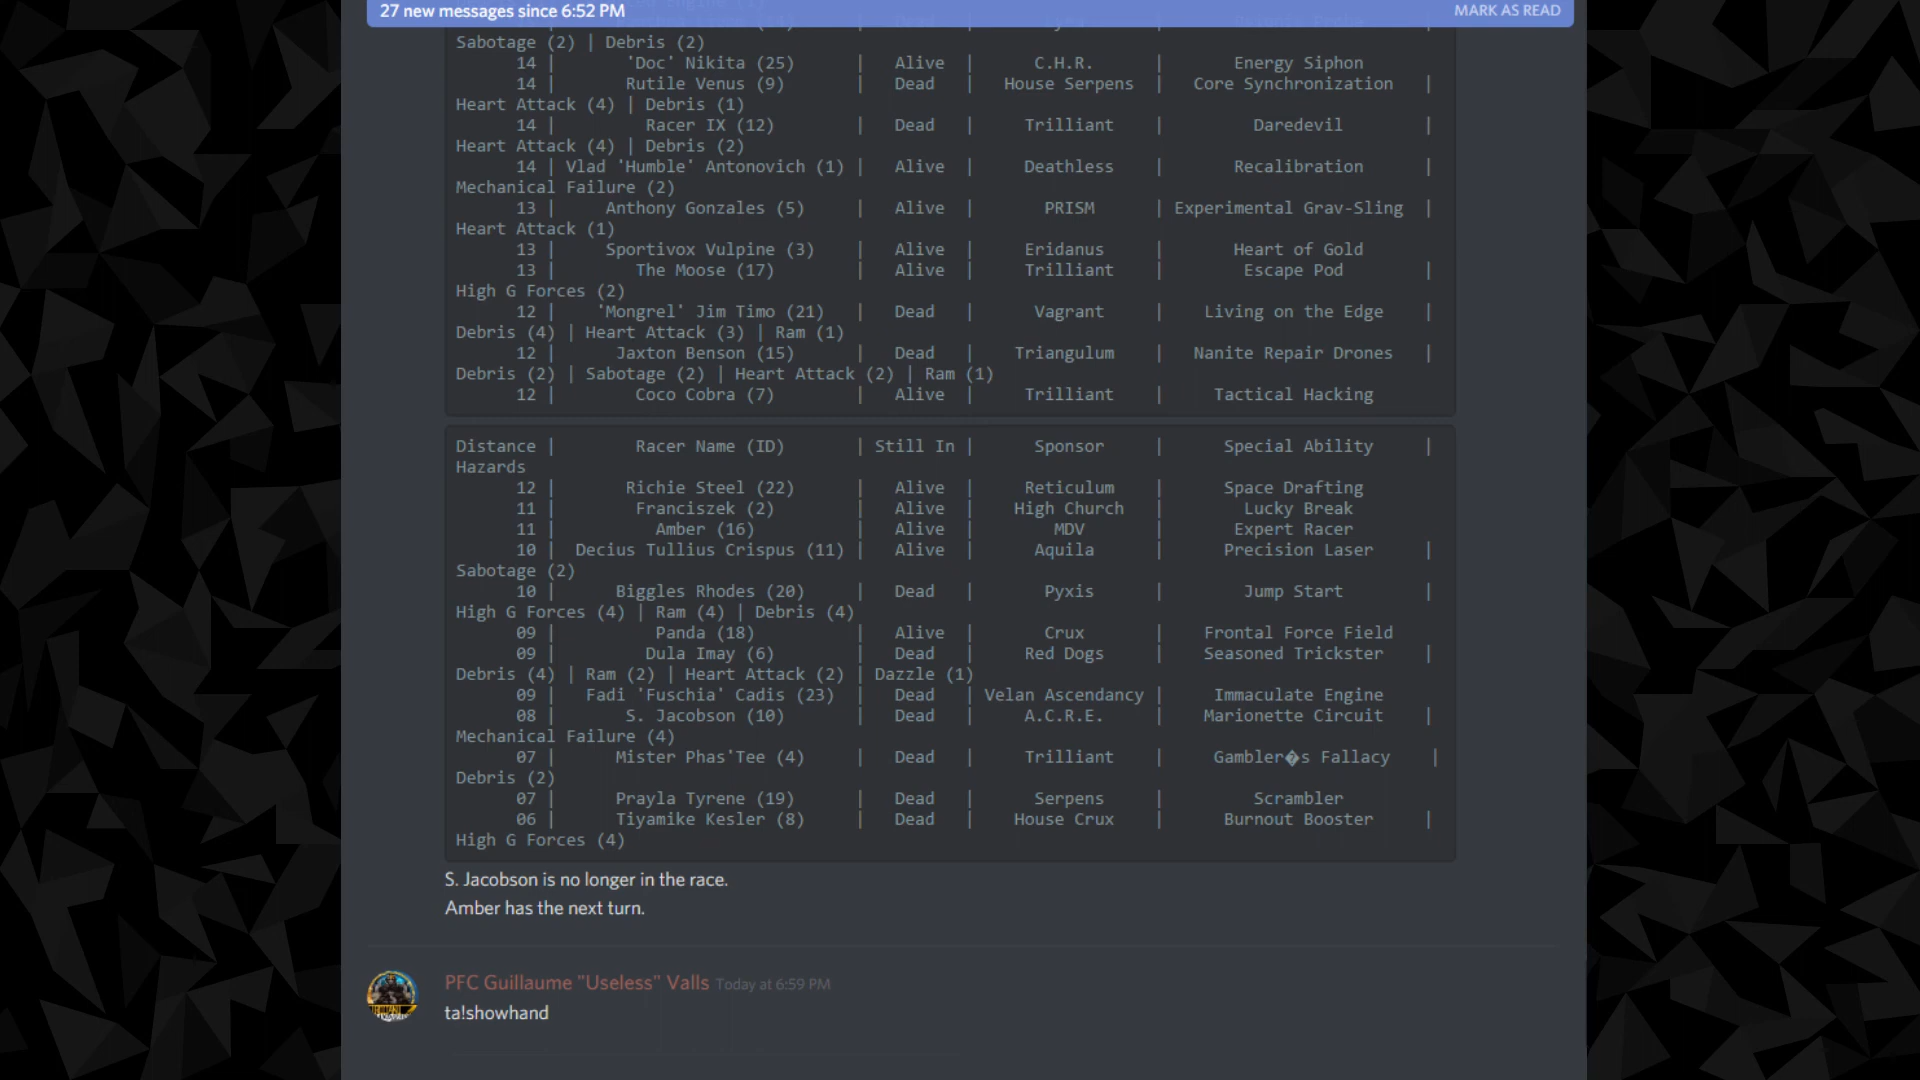 27 new messages since 6:52 PM MARK AS READ
Sabotage (2) | Debris (2)
14 | 'Doc' Nikita (25) | Alive | C.H.R. | Energy Siphon
14 | Rutile Venus (9) | Dead | House Serpens | Core Synchronization |
Heart Attack (4) | Debris (1)
14 | Racer IX (12) | Dead | Trilliant | Daredevil |
Heart Attack (4) | Debris (2)
14 | Vlad 'Humble' Antonovich (1) | Alive | Deathless | Recalibration |
Mechanical Failure (2)
13 | Anthony Gonzales (5) | Alive | PRISM | Experimental Grav-Sling |
Heart Attack (1)
13 | Sportivox Vulpine (3) | Alive | Eridanus | Heart of Gold
13 | The Moose (17) | Alive | Trilliant | Escape Pod |
High G Forces (2)
12 | 'Mongrel' Jim Timo (21) | Dead | Vagrant | Living on the Edge |
Debris (4) | Heart Attack (3) | Ram (1)
12 | Jaxton Benson (15) | Dead | Triangulum | Nanite Repair Drones |
Debris (2) | Sabotage (2) | Heart Attack (2) | Ram (1)
12 | Coco Cobra (7) | Alive | Trilliant | Tactical Hacking
Distance | Racer Name (ID) | Still In | Sponsor | Special Ability |
Hazards
12 | Richie Steel (22) | Alive | Reticulum | Space Drafting
11 | Franciszek (2) | Alive | High Church | Lucky Break
11 | Amber (16) | Alive | MDV | Expert Racer
10 | Decius Tullius Crispus (11) | Alive | Aquila | Precision Laser |
Sabotage (2)
10 | Biggles Rhodes (20) | Dead | Pyxis | Jump Start |
High G Forces (4) | Ram (4) | Debris (4)
09 | Panda (18) | Alive | Crux | Frontal Force Field
09 | Dula Imay (6) | Dead | Red Dogs | Seasoned Trickster |
Debris (4) | Ram (2) | Heart Attack (2) | Dazzle (1)
09 | Fadi 'Fuschia' Cadis (23) | Dead | Velan Ascendancy | Immaculate Engine
08 | S. Jacobson (10) | Dead | A.C.R.E. | Marionette Circuit |
Mechanical Failure (4)
07 | Mister Phas'Tee (4) | Dead | Trilliant | Gambler�s Fallacy |
Debris (2)
07 | Prayla Tyrene (19) | Dead | Serpens | Scrambler
06 | Tiyamike Kesler (8) | Dead | House Crux | Burnout Booster |
High G Forces (4)
S. Jacobson is no longer in the race.
Amber has the next turn.
PFC Guillaume "Useless" Valls Today at 6:59 PM
ta!showhand